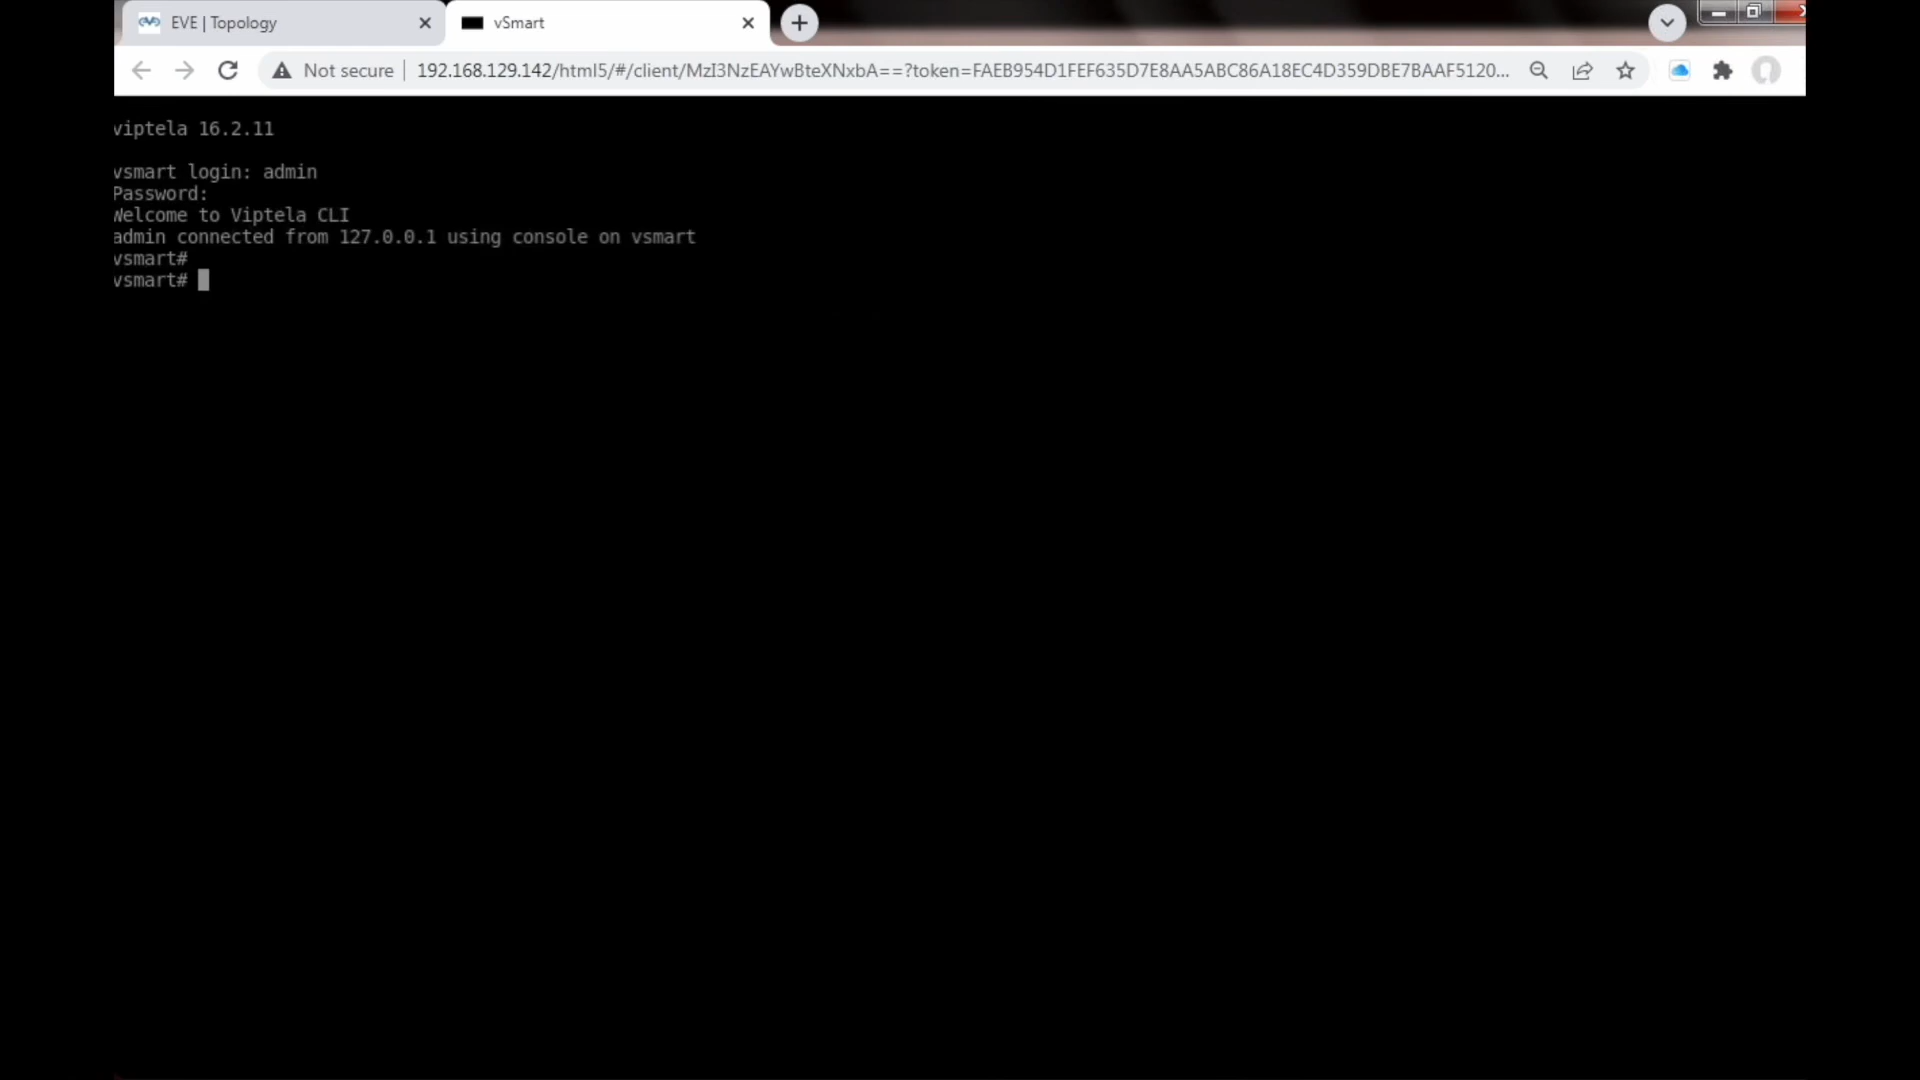 EVE | Topology
vSmart
Not secure
192.168.129.142/html5/#/client/MzI3NzEAYwBteXNxbA==?token=FAEB954D1FEF635D7E8AA5ABC86A18EC4D359DBE7BAAF5120...
viptela 16.2.11
vsmart login: admin
Password:
Welcome to Viptela CLI
admin connected from 127.0.0.1 using console on vsmart
vsmart#
vsmart#